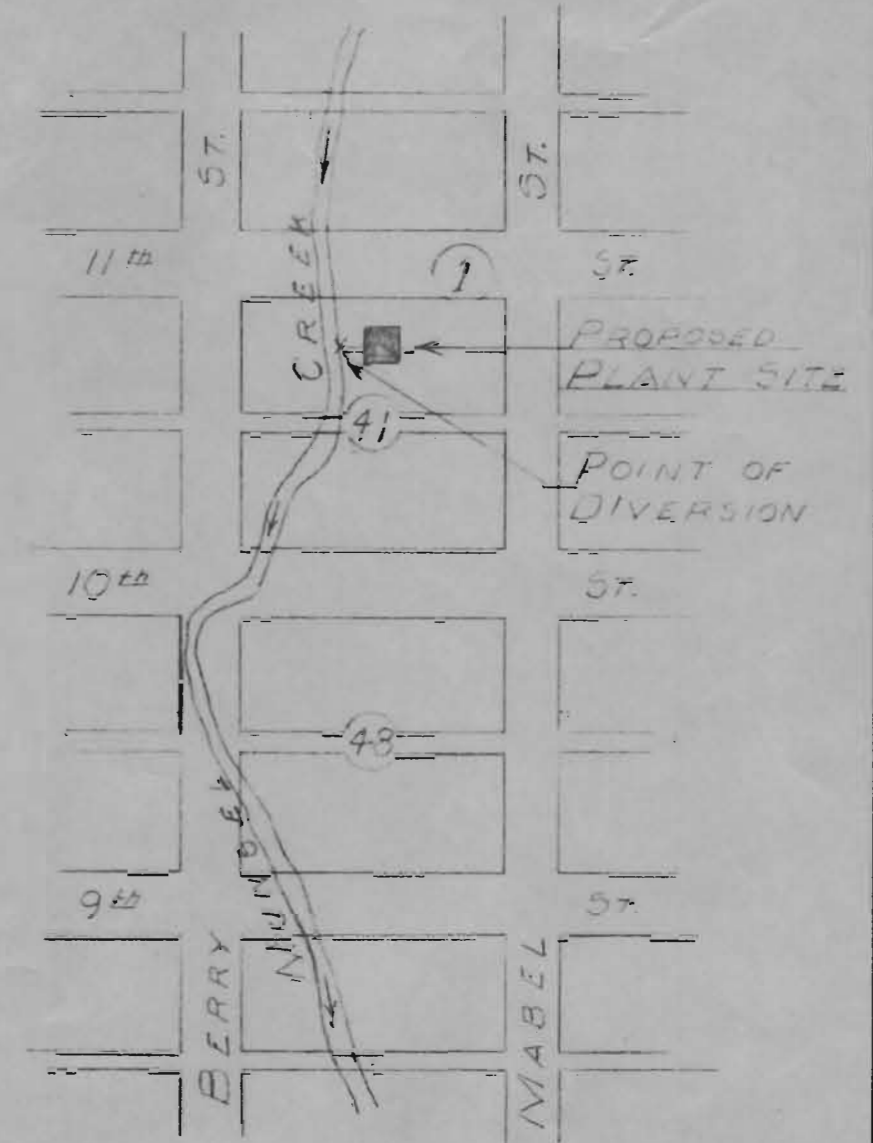 ST.
ST.
11th
ST.
CREEK
1
PROPOSED
PLANT SITE
41
POINT OF
DIVERSION
10th
ST.
48
9th
ST.
BERRY
MABEL